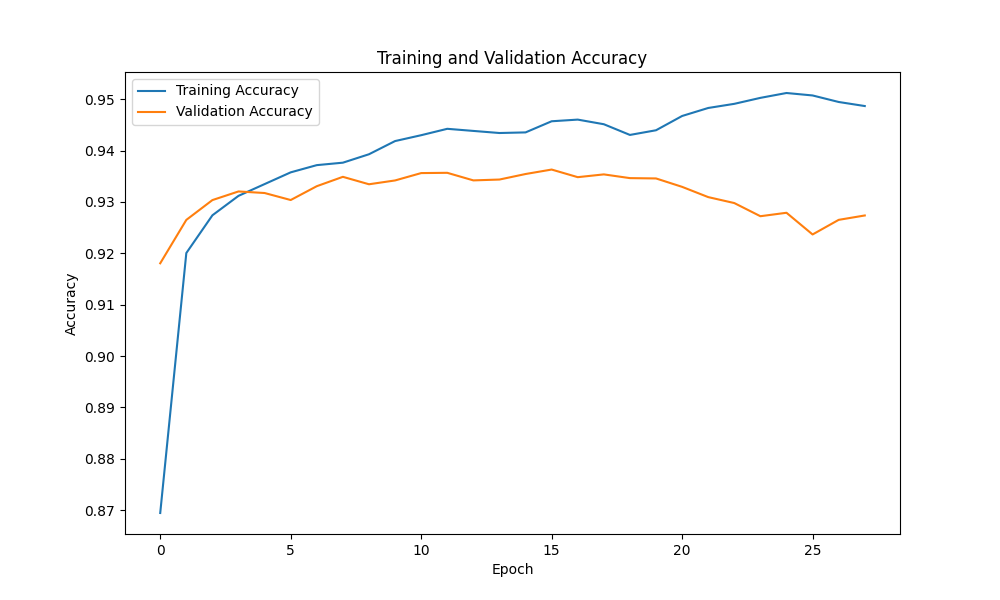 Training and Validation Accuracy
Training Accuracy
Validation Accuracy
0.95
0.94
0.93
0.92
0.91
0.90
0.89
0.88
0.87
Accuracy
0 5 10 15 20 25
Epoch